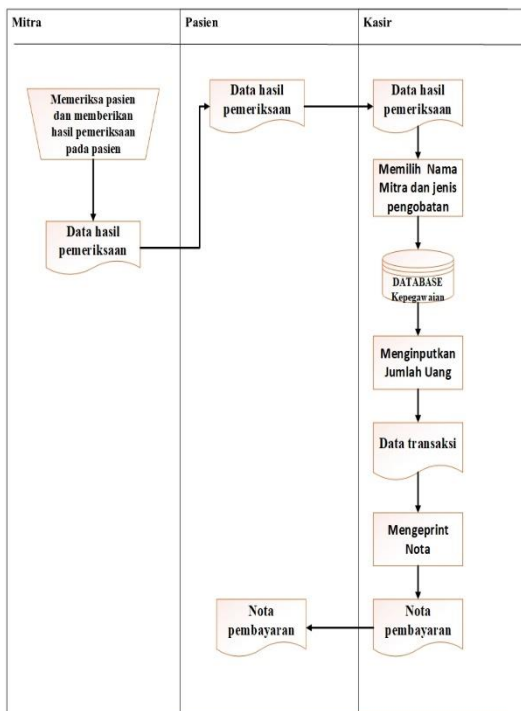 Mitra
Pasien
Kasir
Memeriksa pasien
dan memberikan
hasil pemeriksaan
pada pasien
Data hasil
pemeriksaan
Data hasil
pemeriksaan
Data hasil
pemeriksaan
Memilih Nama
Mitra dan jenis
pengobatan
DATABASE
Kepegawaian
Menginputkan
Jumlah Uang
Data transaksi
Mengeprint
Nota
Nota
pembayaran
Nota
pembayaran